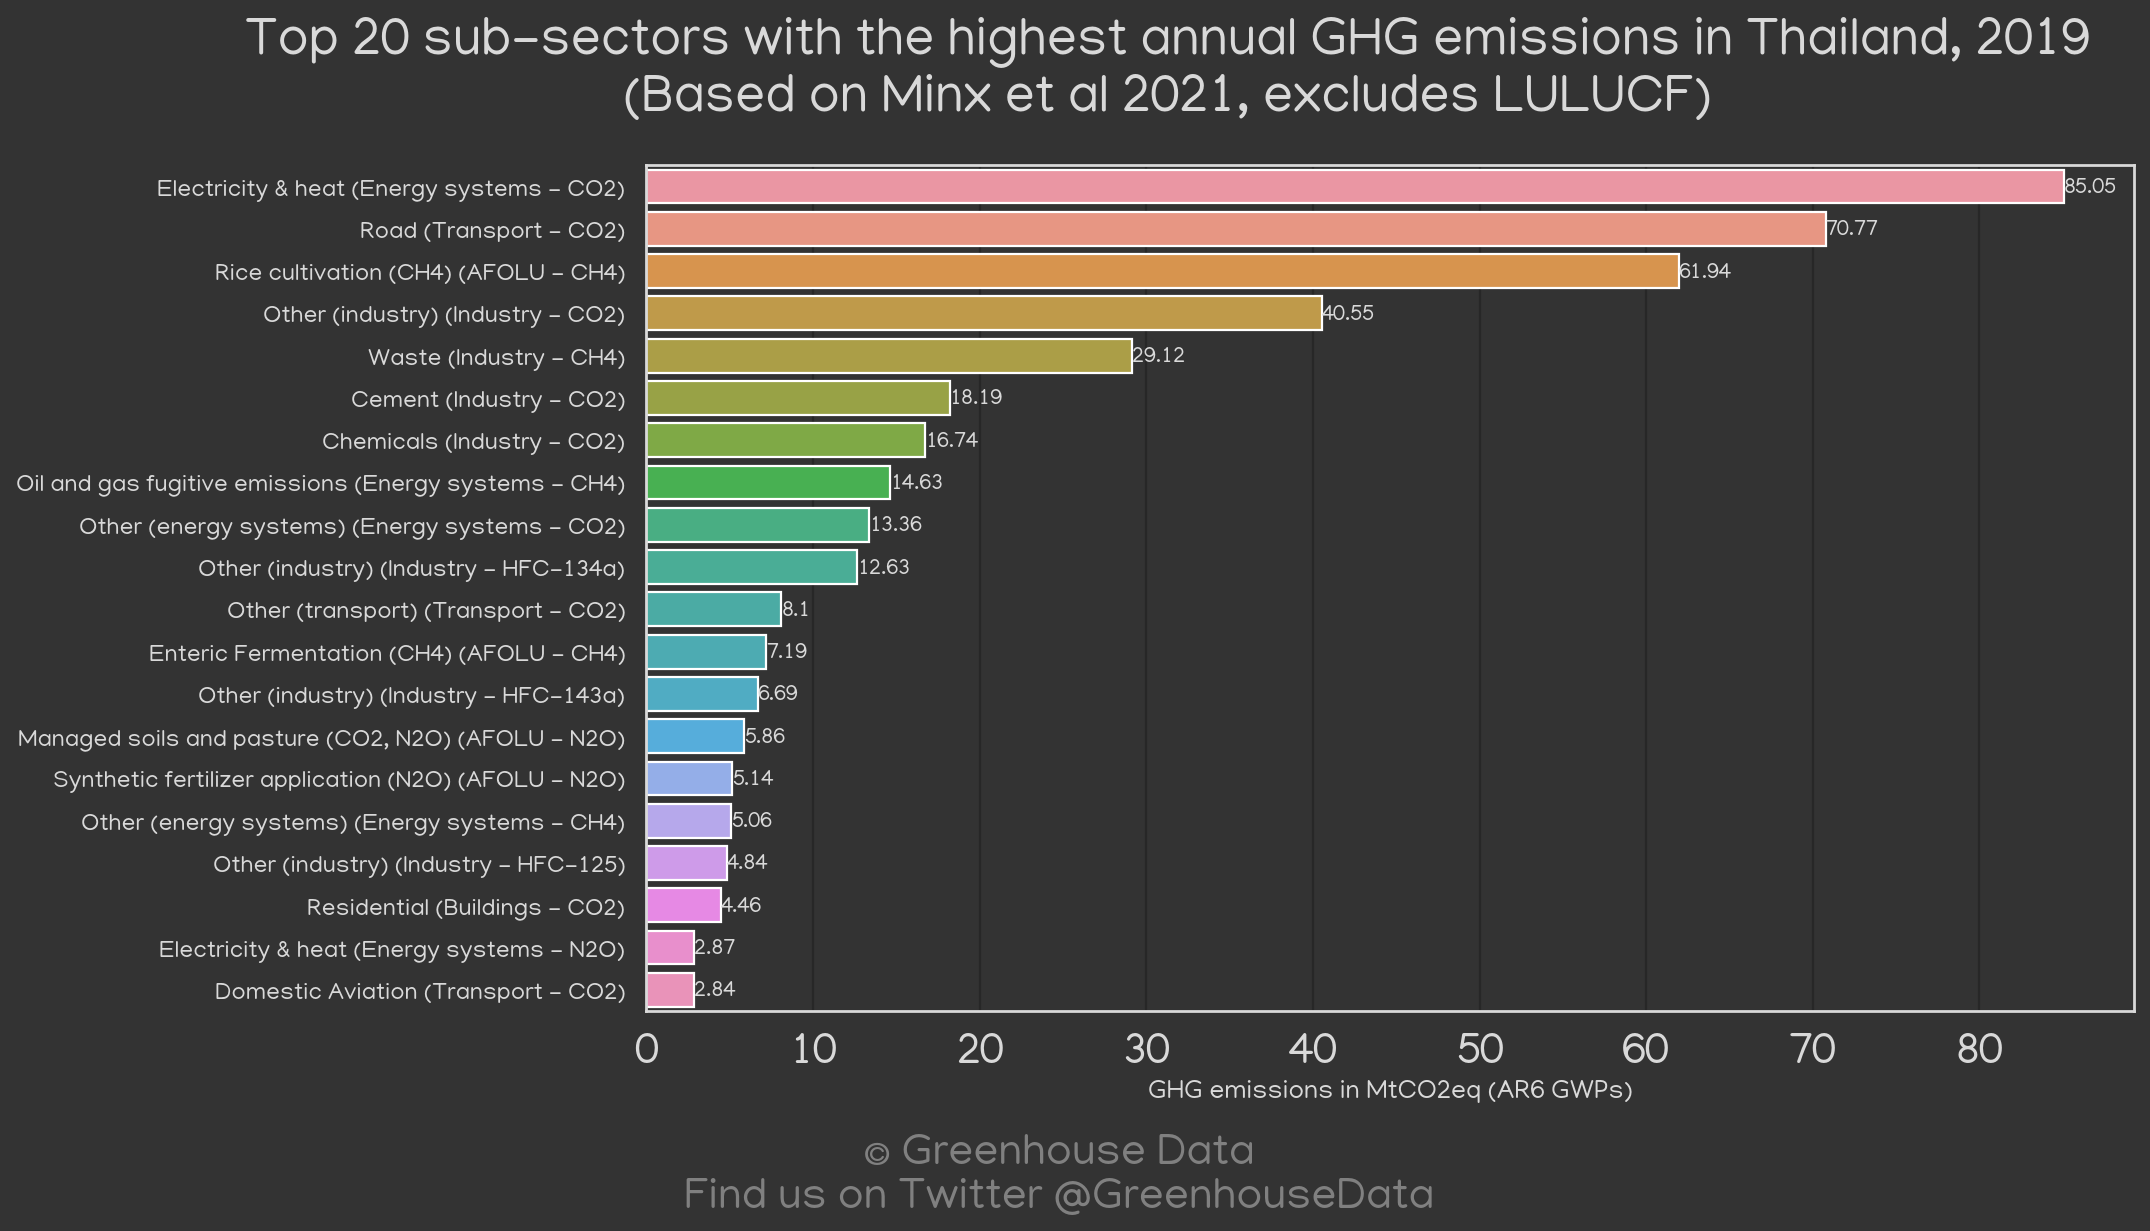 Top 20 sub-sectors with the highest annual GHG emissions in Thailand, 2019
(Based on Minx et al 2021, excludes LULUCF)
Electricity & heat (Energy systems - CO2) 85.05
Road (Transport - CO2) 70.77
Rice cultivation (CH4) (AFOLU - CH4) 61.94
Other (industry) (Industry - CO2) 40.55
Waste (Industry - CH4) 29.12
Cement (Industry - CO2) 18.19
Chemicals (Industry - CO2) 16.74
Oil and gas fugitive emissions (Energy systems - CH4) 14.63
Other (energy systems) (Energy systems - CO2) 13.36
Other (industry) (Industry - HFC-134a) 12.63
Other (transport) (Transport - CO2) 8.1
Enteric Fermentation (CH4) (AFOLU - CH4) 7.19
Other (industry) (Industry - HFC-143a) 6.69
Managed soils and pasture (CO2, N2O) (AFOLU - N2O) 5.86
Synthetic fertilizer application (N2O) (AFOLU - N2O) 5.14
Other (energy systems) (Energy systems - CH4) 5.06
Other (industry) (Industry - HFC-125) 4.84
Residential (Buildings - CO2) 4.46
Electricity & heat (Energy systems - N2O) 2.87
Domestic Aviation (Transport - CO2) 2.84
0 10 20 30 40 50 60 70 80
GHG emissions in MtCO2eq (AR6 GWPs)
© Greenhouse Data
Find us on Twitter @GreenhouseData